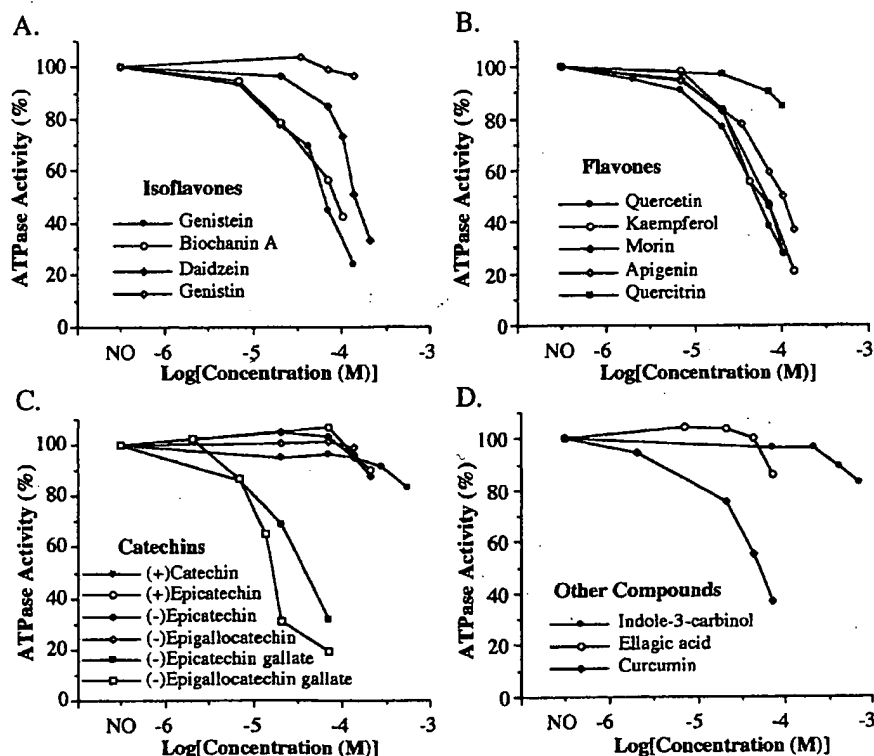 A.
ATPase Activity (%)
100
80
60
40
20
0
Isoflavones
Genistein
Biochanin A
Daidzein
Genistin
NO -6 -5 -4 -3
Log[Concentration (M)]
B.
ATPase Activity (%)
100
80
60
40
20
0
Flavones
Quercetin
Kaempferol
Morin
Apigenin
Quercitrin
NO -6 -5 -4 -3
Log[Concentration (M)]
C.
ATPase Activity (%)
100
80
60
40
20
0
Catechins
(+)Catechin
(+)Epicatechin
(-)Epicatechin
(-)Epigallocatechin
(-)Epicatechin gallate
(-)Epigallocatechin gallate
NO -6 -5 -4 -3
Log[Concentration (M)]
D.
ATPase Activity (%)
100
80
60
40
20
0
Other Compounds
Indole-3-carbinol
Ellagic acid
Curcumin
NO -6 -5 -4 -3
Log[Concentration (M)]